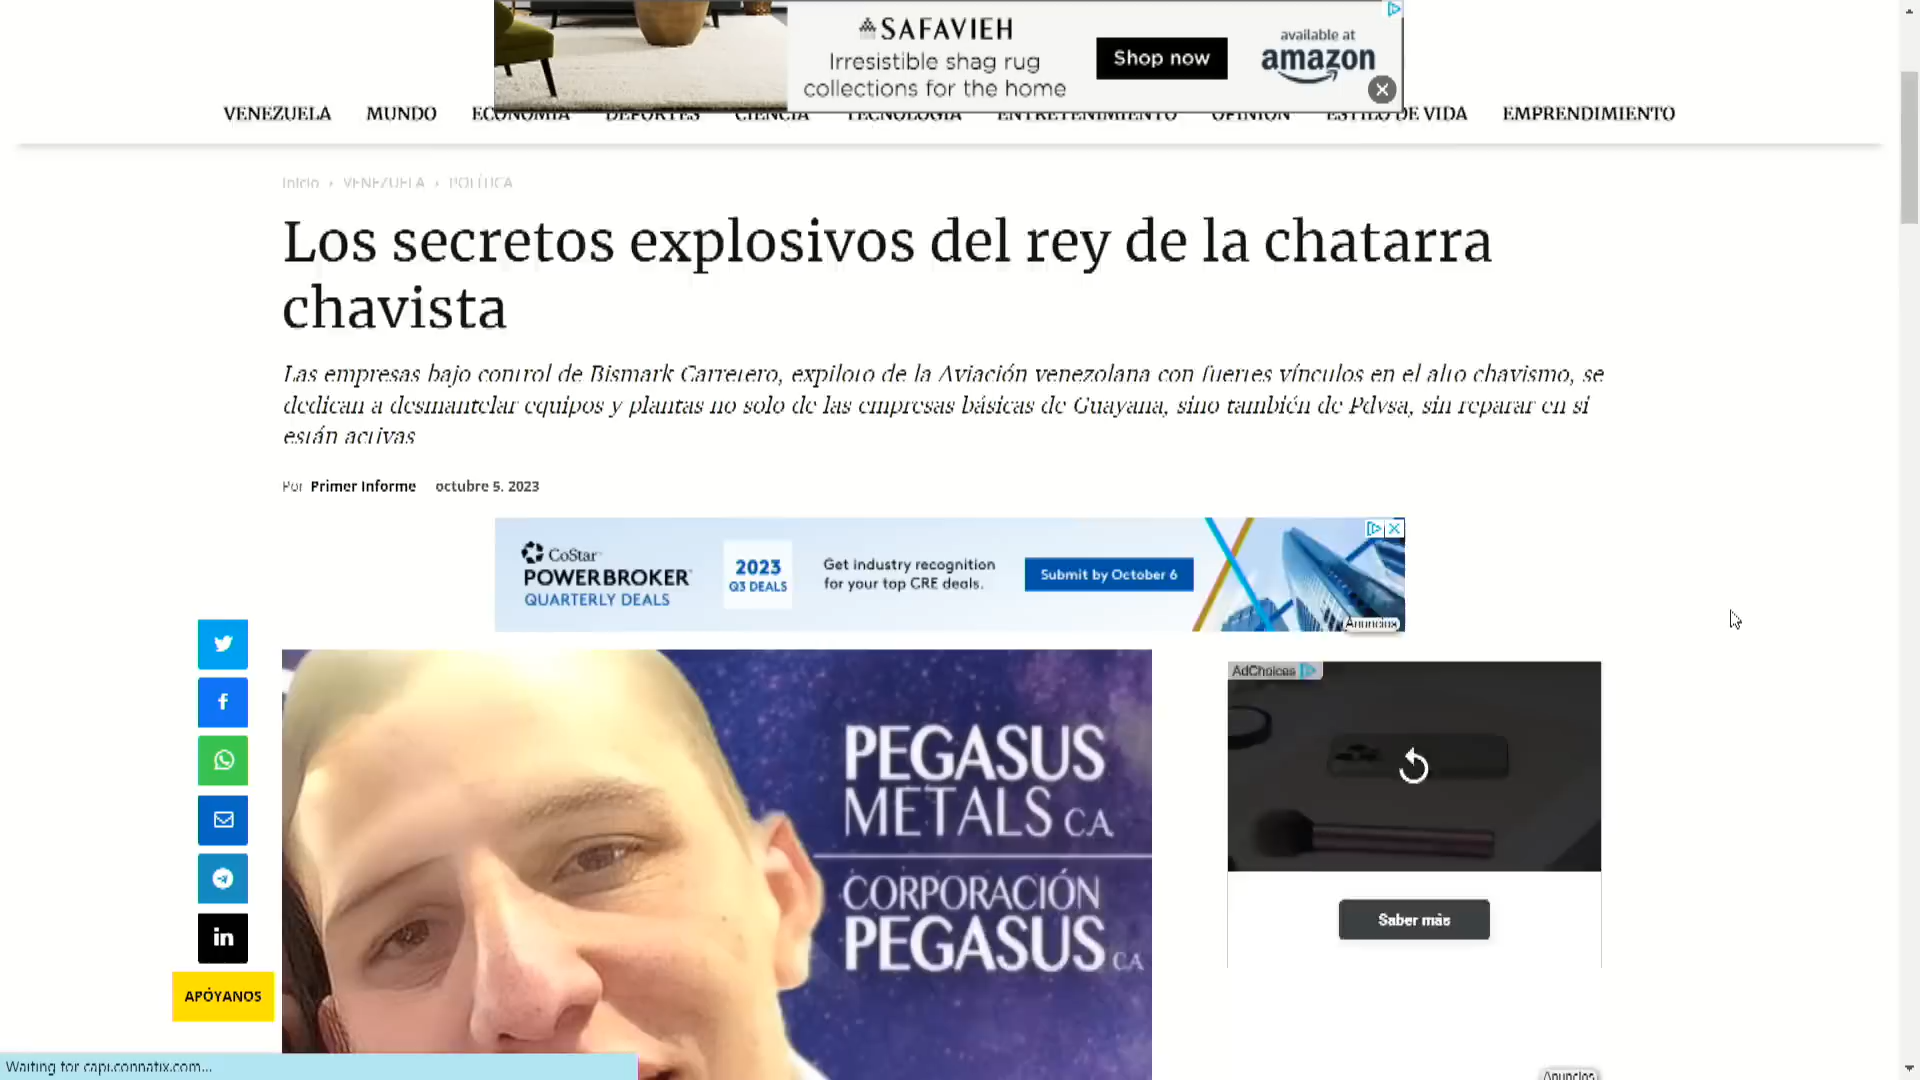 SAFAVIEH
Irresistible shag rug
collections for the home
Shop now
available at
amazon
VENEZUELA MUNDO ECONOMÍA DEPORTES CIENCIA TECNOLOGÍA ENTRETENIMIENTO OPINIÓN ESTILO DE VIDA EMPRENDIMIENTO
Inicio › VENEZUELA › POLÍTICA
Los secretos explosivos del rey de la chatarra
chavista
Las empresas bajo control de Bismark Carretero, expiloto de la Aviación venezolana con fuertes vínculos en el alto chavismo, se
dedican a desmantelar equipos y plantas no solo de las empresas básicas de Guayana, sino también de Pdvsa, sin reparar en si
están activas
Por Primer Informe octubre 5, 2023
CoStar
POWERBROKER
QUARTERLY DEALS
2023
Q3 DEALS
Get industry recognition
for your top CRE deals.
Submit by October 6
Anuncios
AdChoices
PEGASUS
METALS CA
CORPORACIÓN
PEGASUS CA
Saber más
APÓYANOS
Waiting for capi.connatix.com...
Anuncios